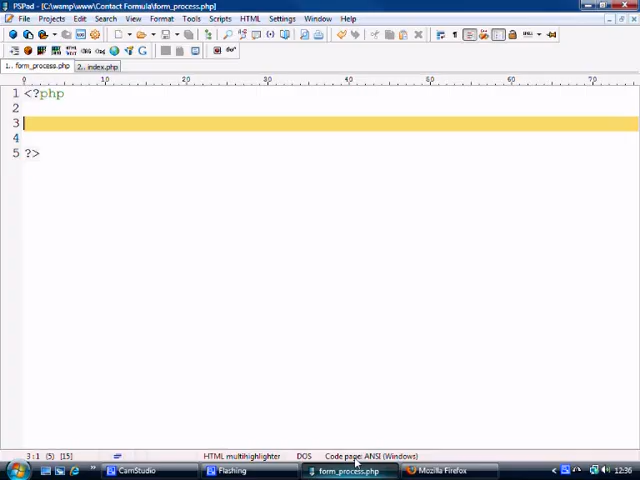 PSPad - [C:\wamp\www\Contact Formula\form_process.php]
File Projects Edit Search View Format Tools Scripts HTML Settings Window Help
1.. form_process.php 2.. index.php
0 10 20 30 40 50 60 70
1 <?php
2
3
4
5 ?>
3:1 (5) [15] HTML multihighlighter DOS Code page: ANSI (Windows)
CamStudio Flashing form_process.php Mozilla Firefox 12:36